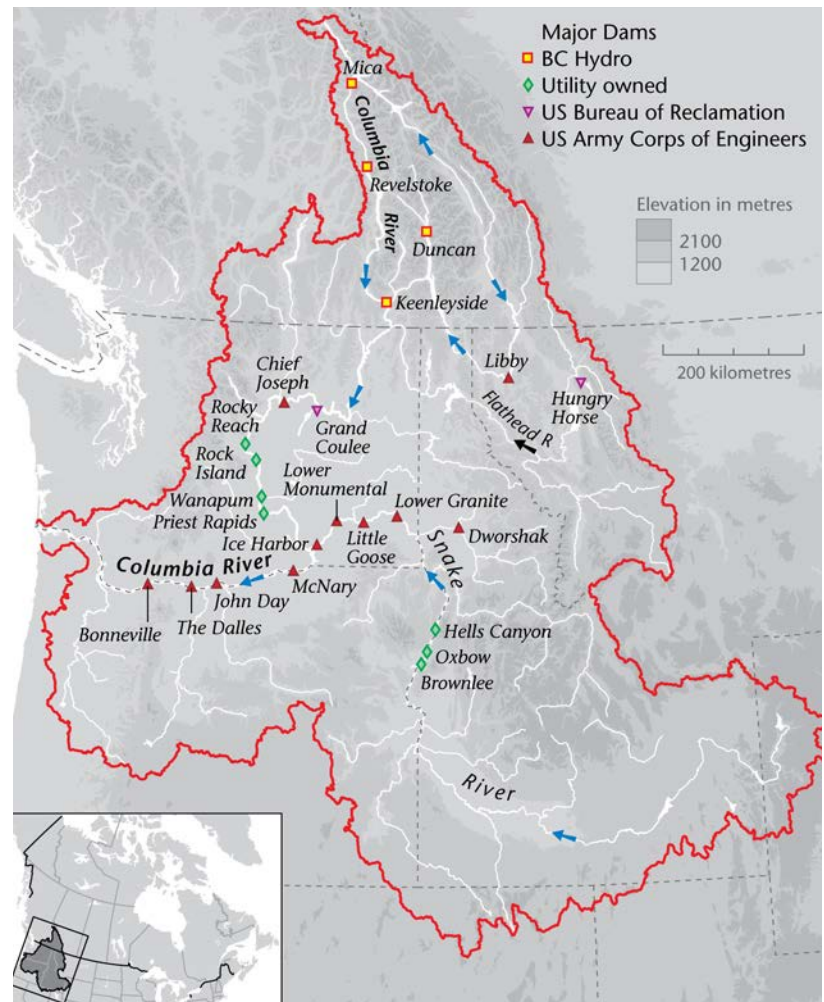 Major Dams
BC Hydro
Utility owned
US Bureau of Reclamation
US Army Corps of Engineers
Elevation in metres
2100
1200
200 kilometres
Mica
Columbia
River
Revelstoke
Duncan
Keenleyside
Libby
Hungry
Horse
Flathead R
Chief
Joseph
Grand
Coulee
Rocky
Reach
Rock
Island
Wanapum
Priest Rapids
Lower
Monumental
Lower Granite
Little
Goose
Dworshak
Ice Harbor
Columbia River
McNary
John Day
The Dalles
Bonneville
Snake
River
Hells Canyon
Oxbow
Brownlee